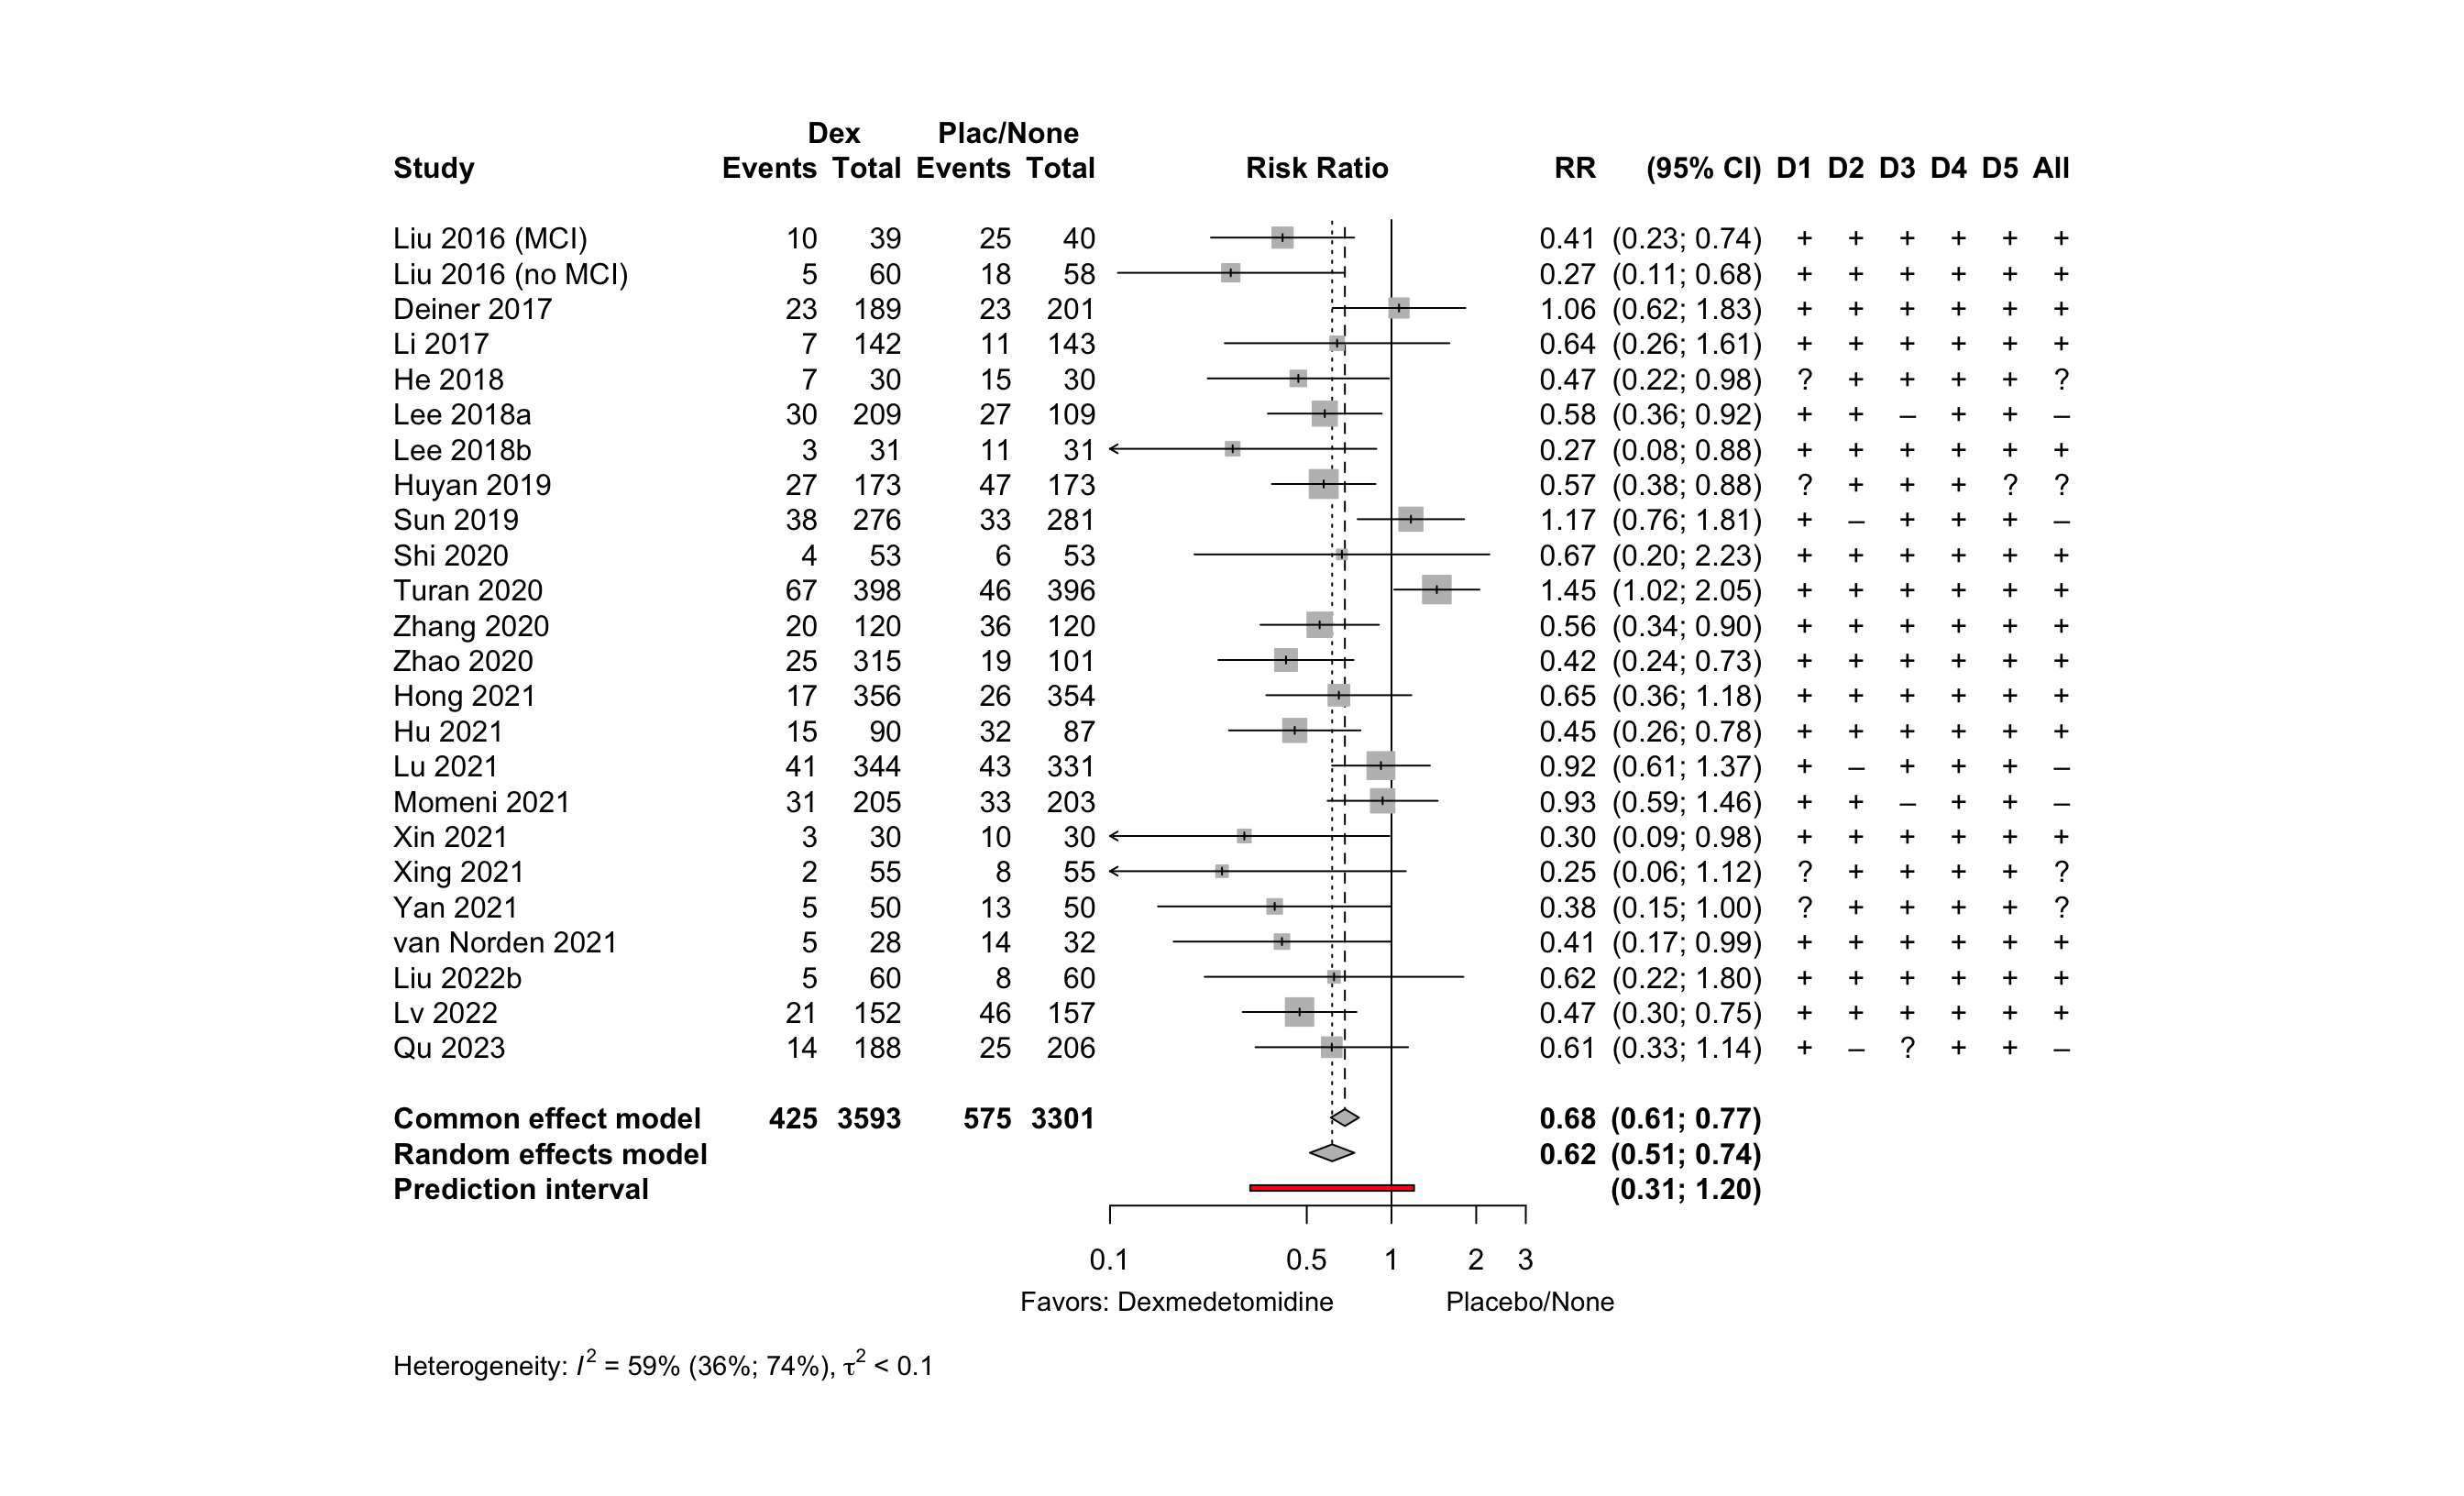 Dex Plac/None
Study Events Total Events Total Risk Ratio RR (95% CI) D1 D2 D3 D4 D5 All
Liu 2016 (MCI) 10 39 25 40 0.41 (0.23; 0.74) + + + + + +
Liu 2016 (no MCI) 5 60 18 58 0.27 (0.11; 0.68) + + + + + +
Deiner 2017 23 189 23 201 1.06 (0.62; 1.83) + + + + + +
Li 2017 7 142 11 143 0.64 (0.26; 1.61) + + + + + +
He 2018 7 30 15 30 0.47 (0.22; 0.98) ? + + + + ?
Lee 2018a 30 209 27 109 0.58 (0.36; 0.92) + + – + + –
Lee 2018b 3 31 11 31 0.27 (0.08; 0.88) + + + + + +
Huyan 2019 27 173 47 173 0.57 (0.38; 0.88) ? + + + ? ?
Sun 2019 38 276 33 281 1.17 (0.76; 1.81) + – + + + –
Shi 2020 4 53 6 53 0.67 (0.20; 2.23) + + + + + +
Turan 2020 67 398 46 396 1.45 (1.02; 2.05) + + + + + +
Zhang 2020 20 120 36 120 0.56 (0.34; 0.90) + + + + + +
Zhao 2020 25 315 19 101 0.42 (0.24; 0.73) + + + + + +
Hong 2021 17 356 26 354 0.65 (0.36; 1.18) + + + + + +
Hu 2021 15 90 32 87 0.45 (0.26; 0.78) + + + + + +
Lu 2021 41 344 43 331 0.92 (0.61; 1.37) + – + + + –
Momeni 2021 31 205 33 203 0.93 (0.59; 1.46) + + – + + –
Xin 2021 3 30 10 30 0.30 (0.09; 0.98) + + + + + +
Xing 2021 2 55 8 55 0.25 (0.06; 1.12) ? + + + + ?
Yan 2021 5 50 13 50 0.38 (0.15; 1.00) ? + + + + ?
van Norden 2021 5 28 14 32 0.41 (0.17; 0.99) + + + + + +
Liu 2022b 5 60 8 60 0.62 (0.22; 1.80) + + + + + +
Lv 2022 21 152 46 157 0.47 (0.30; 0.75) + + + + + +
Qu 2023 14 188 25 206 0.61 (0.33; 1.14) + – ? + + –
Common effect model 425 3593 575 3301 0.68 (0.61; 0.77)
Random effects model 0.62 (0.51; 0.74)
Prediction interval (0.31; 1.20)
0.1 0.5 1 2 3
Favors: Dexmedetomidine Placebo/None
Heterogeneity: I² = 59% (36%; 74%), τ² < 0.1